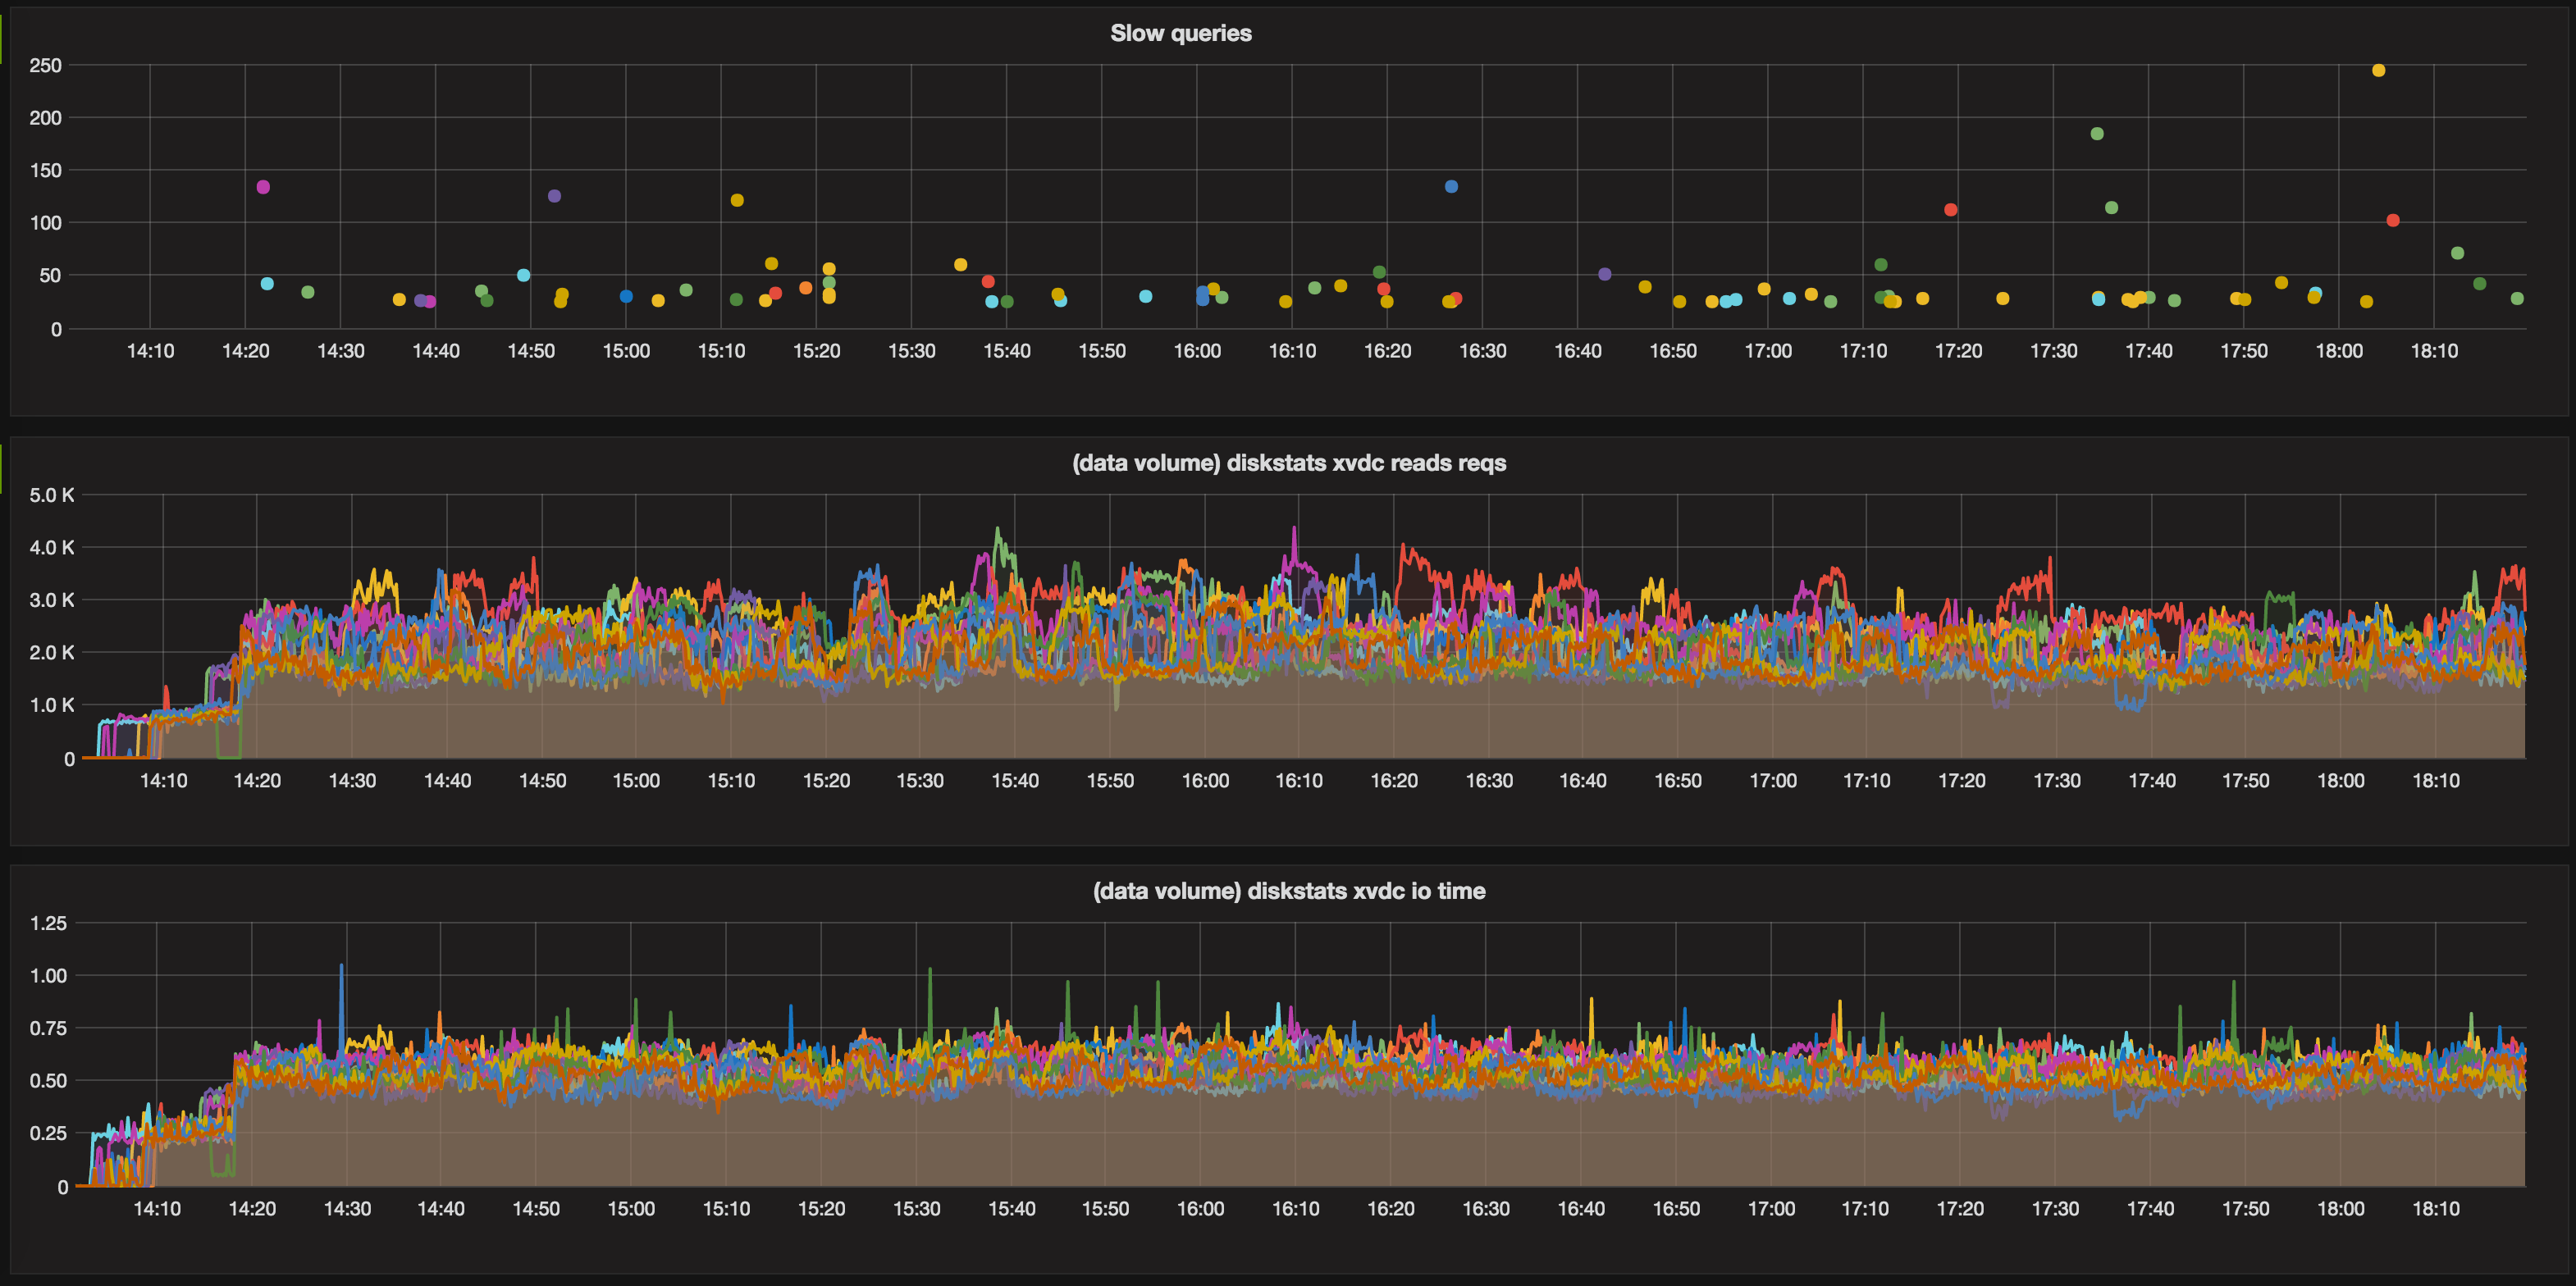 Slow queries
250
200
150
100
50
0
14:10 14:20 14:30 14:40 14:50 15:00 15:10 15:20 15:30 15:40 15:50 16:00 16:10 16:20 16:30 16:40 16:50 17:00 17:10 17:20 17:30 17:40 17:50 18:00 18:10
(data volume) diskstats xvdc reads reqs
5.0 K
4.0 K
3.0 K
2.0 K
1.0 K
0
14:10 14:20 14:30 14:40 14:50 15:00 15:10 15:20 15:30 15:40 15:50 16:00 16:10 16:20 16:30 16:40 16:50 17:00 17:10 17:20 17:30 17:40 17:50 18:00 18:10
(data volume) diskstats xvdc io time
1.25
1.00
0.75
0.50
0.25
0
14:10 14:20 14:30 14:40 14:50 15:00 15:10 15:20 15:30 15:40 15:50 16:00 16:10 16:20 16:30 16:40 16:50 17:00 17:10 17:20 17:30 17:40 17:50 18:00 18:10